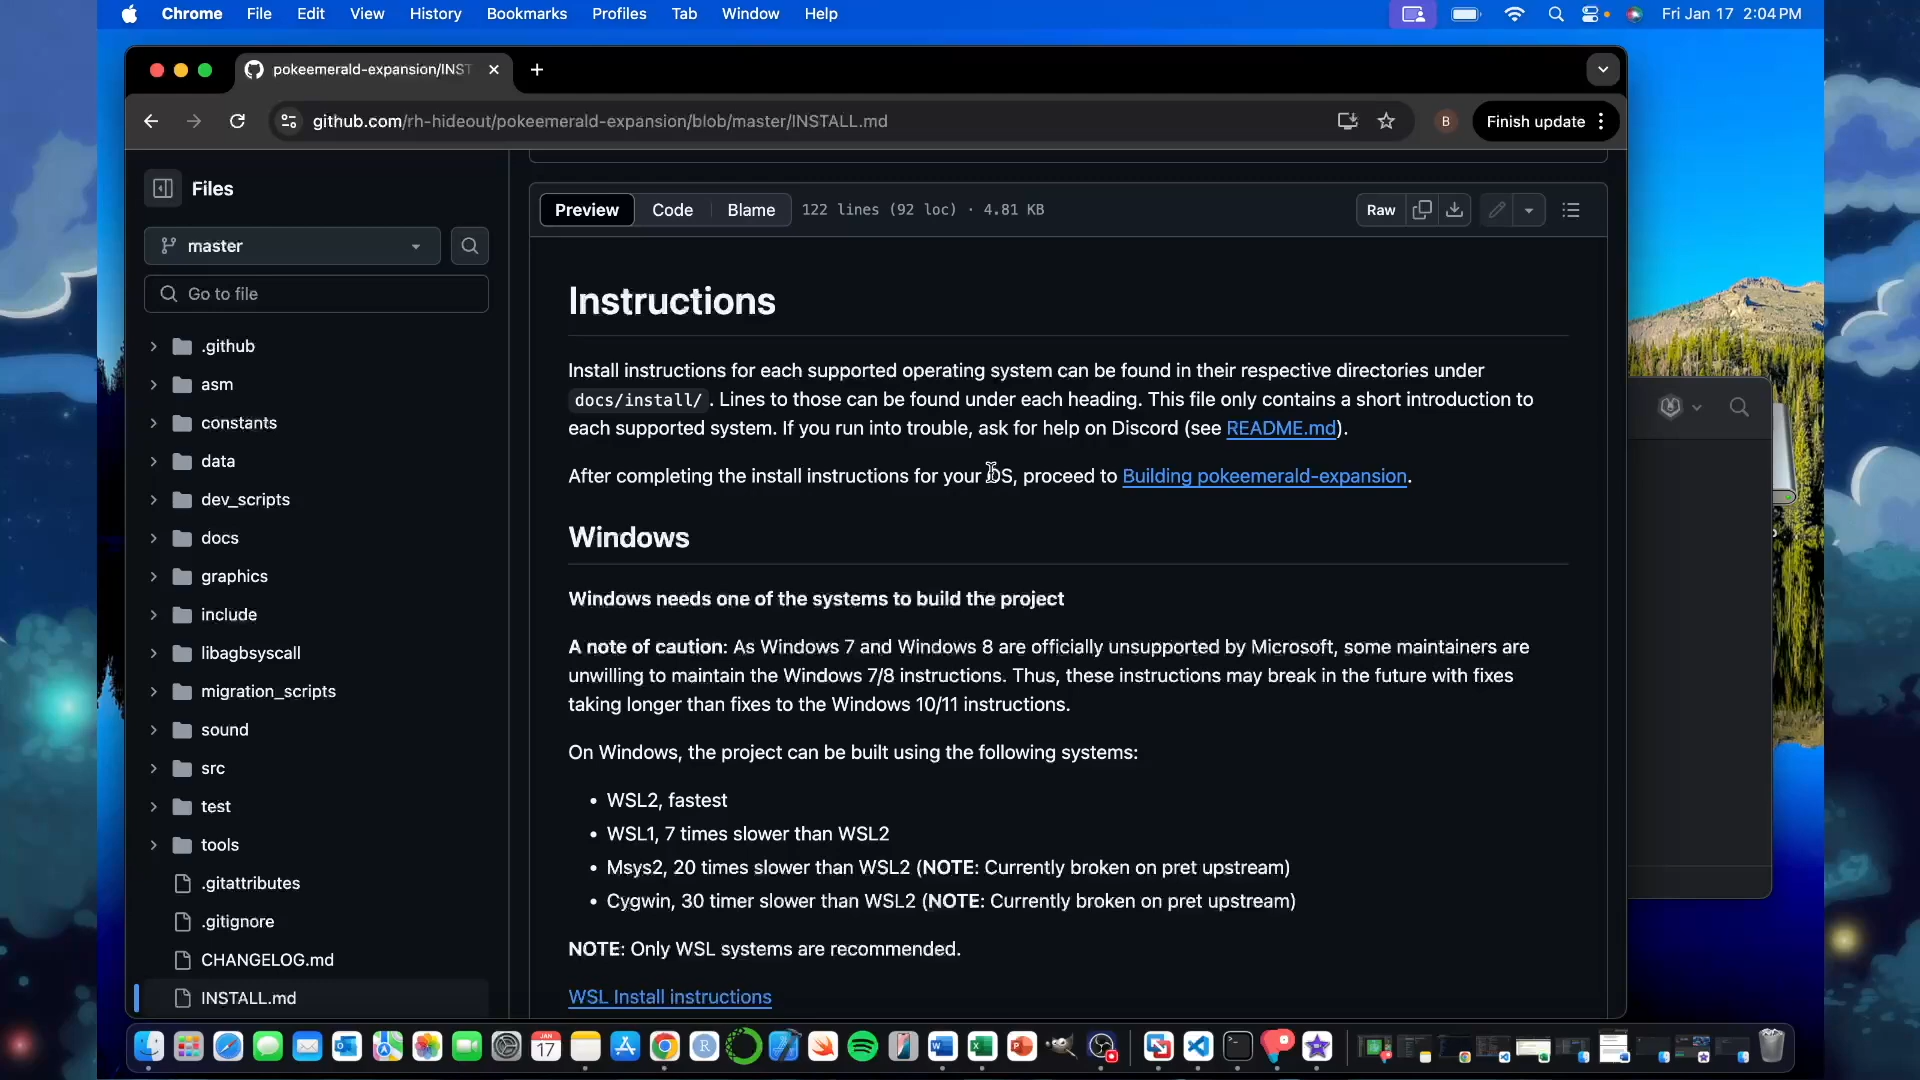 Chrome File Edit View History Bookmarks Profiles Tab Window Help
Fri Jan 17 2:04 PM
pokeemerald-expansion/INST
github.com/rh-hideout/pokeemerald-expansion/blob/master/INSTALL.md
B
Finish update
Files
master
Go to file
.github
asm
constants
data
dev_scripts
docs
graphics
include
libagbsyscall
migration_scripts
sound
src
test
tools
.gitattributes
.gitignore
CHANGELOG.md
INSTALL.md
Preview Code Blame 122 lines (92 loc) · 4.81 KB
Raw
Instructions
Install instructions for each supported operating system can be found in their respective directories under
docs/install/ . Lines to those can be found under each heading. This file only contains a short introduction to
each supported system. If you run into trouble, ask for help on Discord (see README.md).
After completing the install instructions for your OS, proceed to Building pokeemerald-expansion.
Windows
Windows needs one of the systems to build the project
A note of caution: As Windows 7 and Windows 8 are officially unsupported by Microsoft, some maintainers are
unwilling to maintain the Windows 7/8 instructions. Thus, these instructions may break in the future with fixes
taking longer than fixes to the Windows 10/11 instructions.
On Windows, the project can be built using the following systems:
• WSL2, fastest
• WSL1, 7 times slower than WSL2
• Msys2, 20 times slower than WSL2 (NOTE: Currently broken on pret upstream)
• Cygwin, 30 timer slower than WSL2 (NOTE: Currently broken on pret upstream)
NOTE: Only WSL systems are recommended.
WSL Install instructions
JAN
17